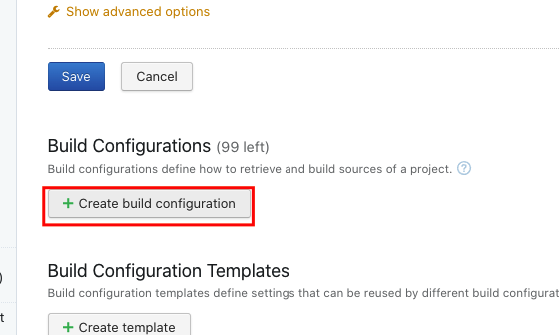 Show advanced options
Save Cancel
Build Configurations (99 left)
Build configurations define how to retrieve and build sources of a project. ?
+ Create build configuration
)
Build Configuration Templates
Build configuration templates define settings that can be reused by different build configurat
t
+ Create template